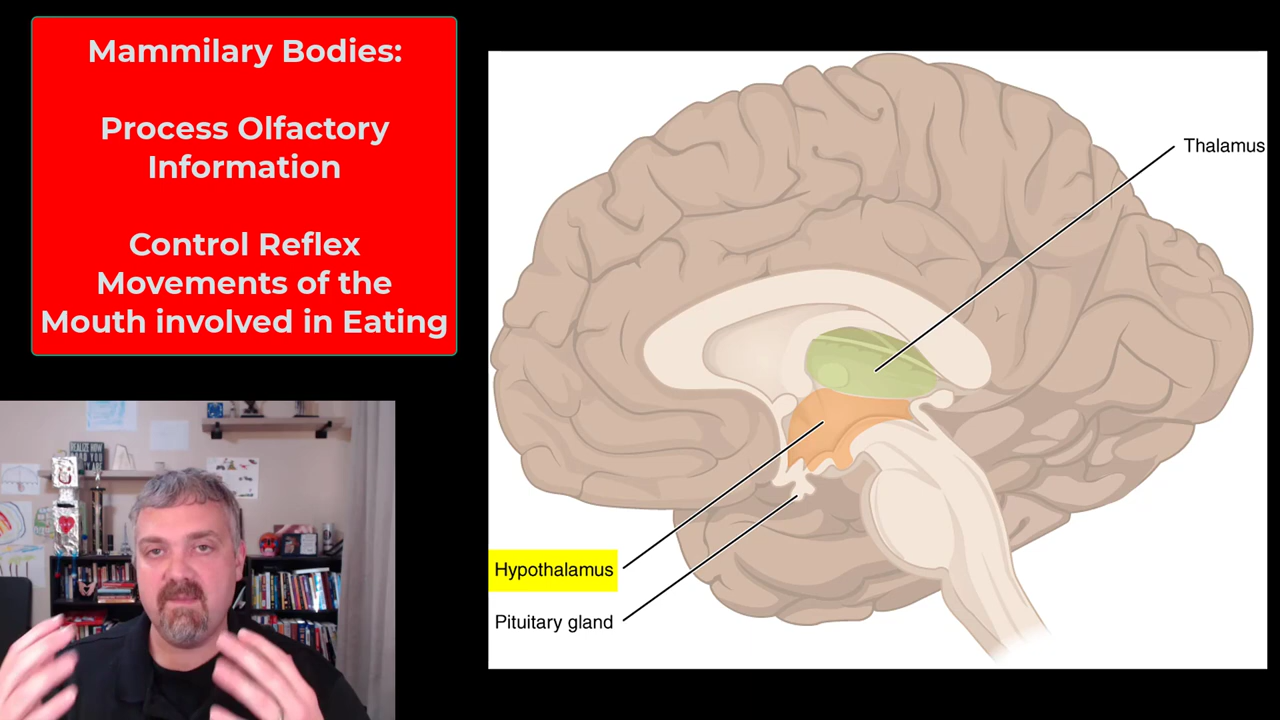 Mammilary Bodies:
Process Olfactory
Information
Control Reflex
Movements of the
Mouth involved in Eating
Thalamus
Hypothalamus
Pituitary gland